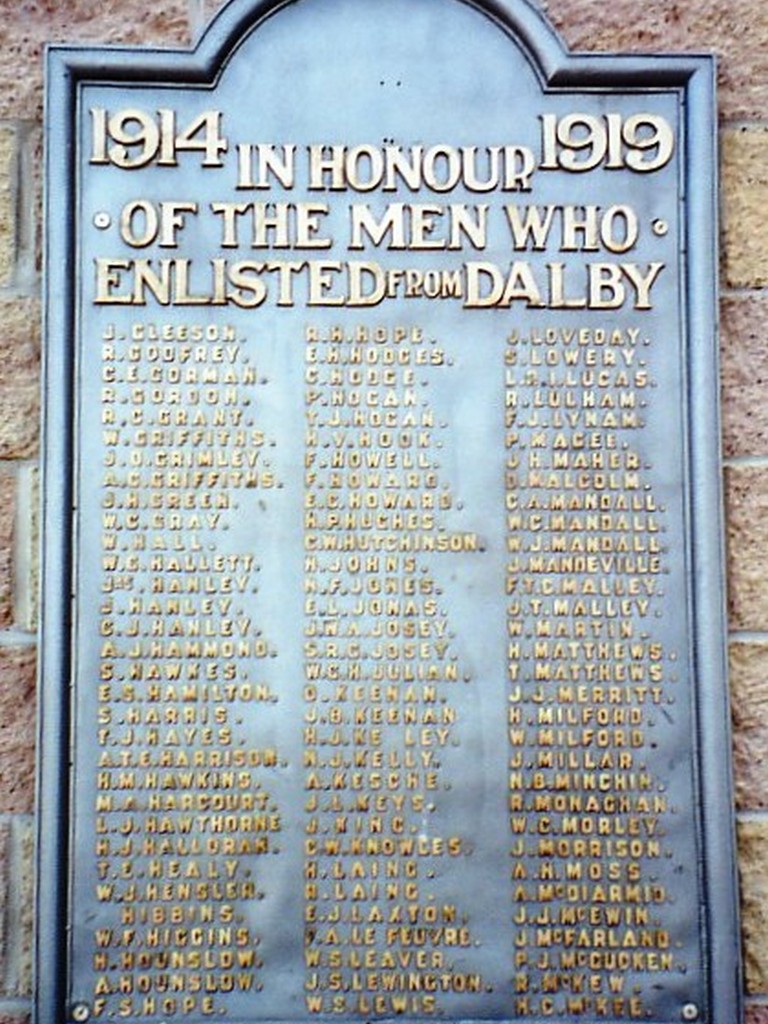 1914 1919
IN HONOUR
OF THE MEN WHO
ENLISTED FROM DALBY
J. GLEESON.
R. GODFREY.
C. E. GORMAN.
R. GORDON.
R. C. GRANT.
W. GRIFFITHS.
J. O. GRIMLEY.
A. C. GRIFFITHS.
J. H. GREEN.
W. C. GRAY.
W. HALL.
W. G. HALLETT.
JAS. HANLEY.
J. HANLEY.
C. J. HANLEY.
A. J. HAMMOND.
S. HAWKES.
E. S. HAMILTON.
S. HARRIS.
T. J. HAYES.
A. T. E. HARRISON.
H. M. HAWKINS.
M. A. HARCOURT.
L. J. HAWTHORNE
H. J. HALLORAN.
T. E. HEALY.
W. J. HENSLER.
HIBBINS.
W. F. HIGGINS.
H. HOUNSLOW.
A. HOUNSLOW.
F. S. HOPE.
R. H. HOPE.
E. H. HODGES.
C. HODGE.
P. HOGAN.
T. J. HOGAN.
H. V. HOOK.
F. HOWELL.
F. HOWARD.
E. C. HOWARD.
H. P. HUGHES.
C. W. HUTCHINSON.
H. JOHNS.
N. F. JONES.
E. L. JONAS.
J. W. A. JOSEY.
S. R. G. JOSEY.
W. G. H. JULIAN.
D. KEENAN.
J. B. KEENAN
H. J. KE LEY.
N. J. KELLY.
A. KESCHE.
J. L. KEYS.
J. KING.
C. W. KNOWLES.
H. LAING.
R. LAING.
E. J. LAXTON.
F. A. LE FEUVRE.
W. S. LEAVER.
J. S. LEWINGTON.
W. S. LEWIS.
J. LOVEDAY.
S. LOWERY.
L. R. I. LUCAS.
R. LULHAM.
F. J. LYNAM.
P. MAGEE.
J. H. MAHER.
D. MALCOLM.
C. A. MANDALL.
W. C. MANDALL.
W. J. MANDALL.
J. MANDEVILLE.
F. T. C. MALLEY.
J. T. MALLEY.
W. MARTIN.
H. MATTHEWS.
T. MATTHEWS.
J. J. MERRITT.
H. MILFORD.
W. MILFORD.
J. MILLAR.
N. B. MINCHIN.
R. MONAGHAN.
W. G. MORLEY.
J. MORRISON.
A. H. MOSS.
A. McDIARMID.
J. J. McEWIN.
J. McFARLAND.
P. J. McGUCKEN.
R. McKEW.
H. C. McKEE.